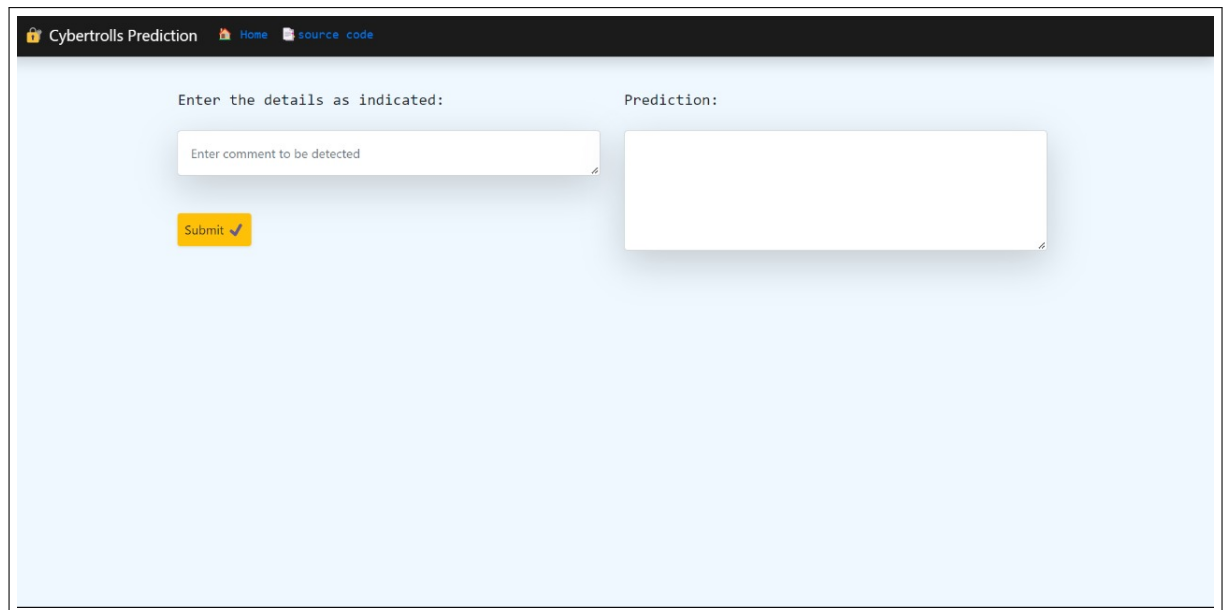 Cybertrolls Prediction Home source code
Enter the details as indicated:
Enter comment to be detected
Submit
Prediction: